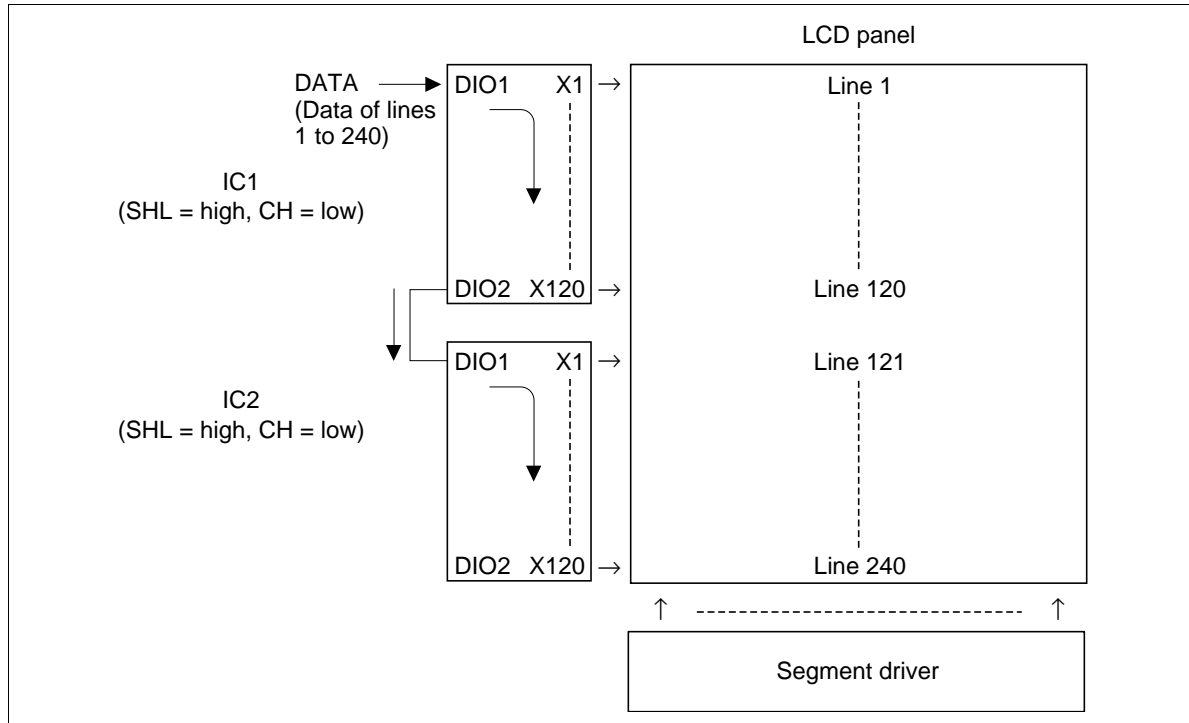 LCD panel
DATA
(Data of lines
1 to 240)
DIO1 X1 → Line 1
IC1
(SHL = high, CH = low)
DIO2 X120 → Line 120
DIO1 X1 → Line 121
IC2
(SHL = high, CH = low)
DIO2 X120 → Line 240
Segment driver